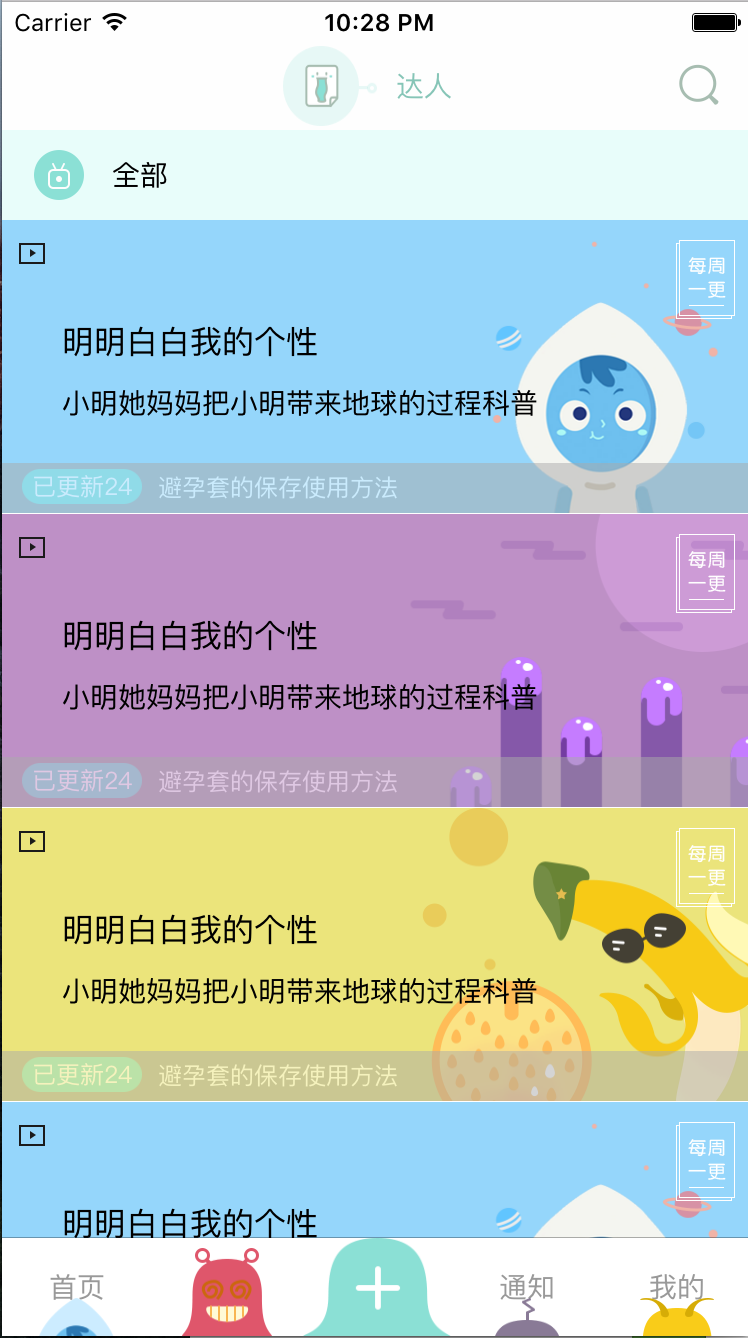 Carrier 10:28 PM
达人
全部
每周
一更
明明白白我的个性
小明她妈妈把小明带来地球的过程科普
已更新24 避孕套的保存使用方法
每周
一更
明明白白我的个性
小明她妈妈把小明带来地球的过程科普
已更新24 避孕套的保存使用方法
每周
一更
明明白白我的个性
小明她妈妈把小明带来地球的过程科普
已更新24 避孕套的保存使用方法
每周
一更
明明白白我的个性
首页 通知 我的